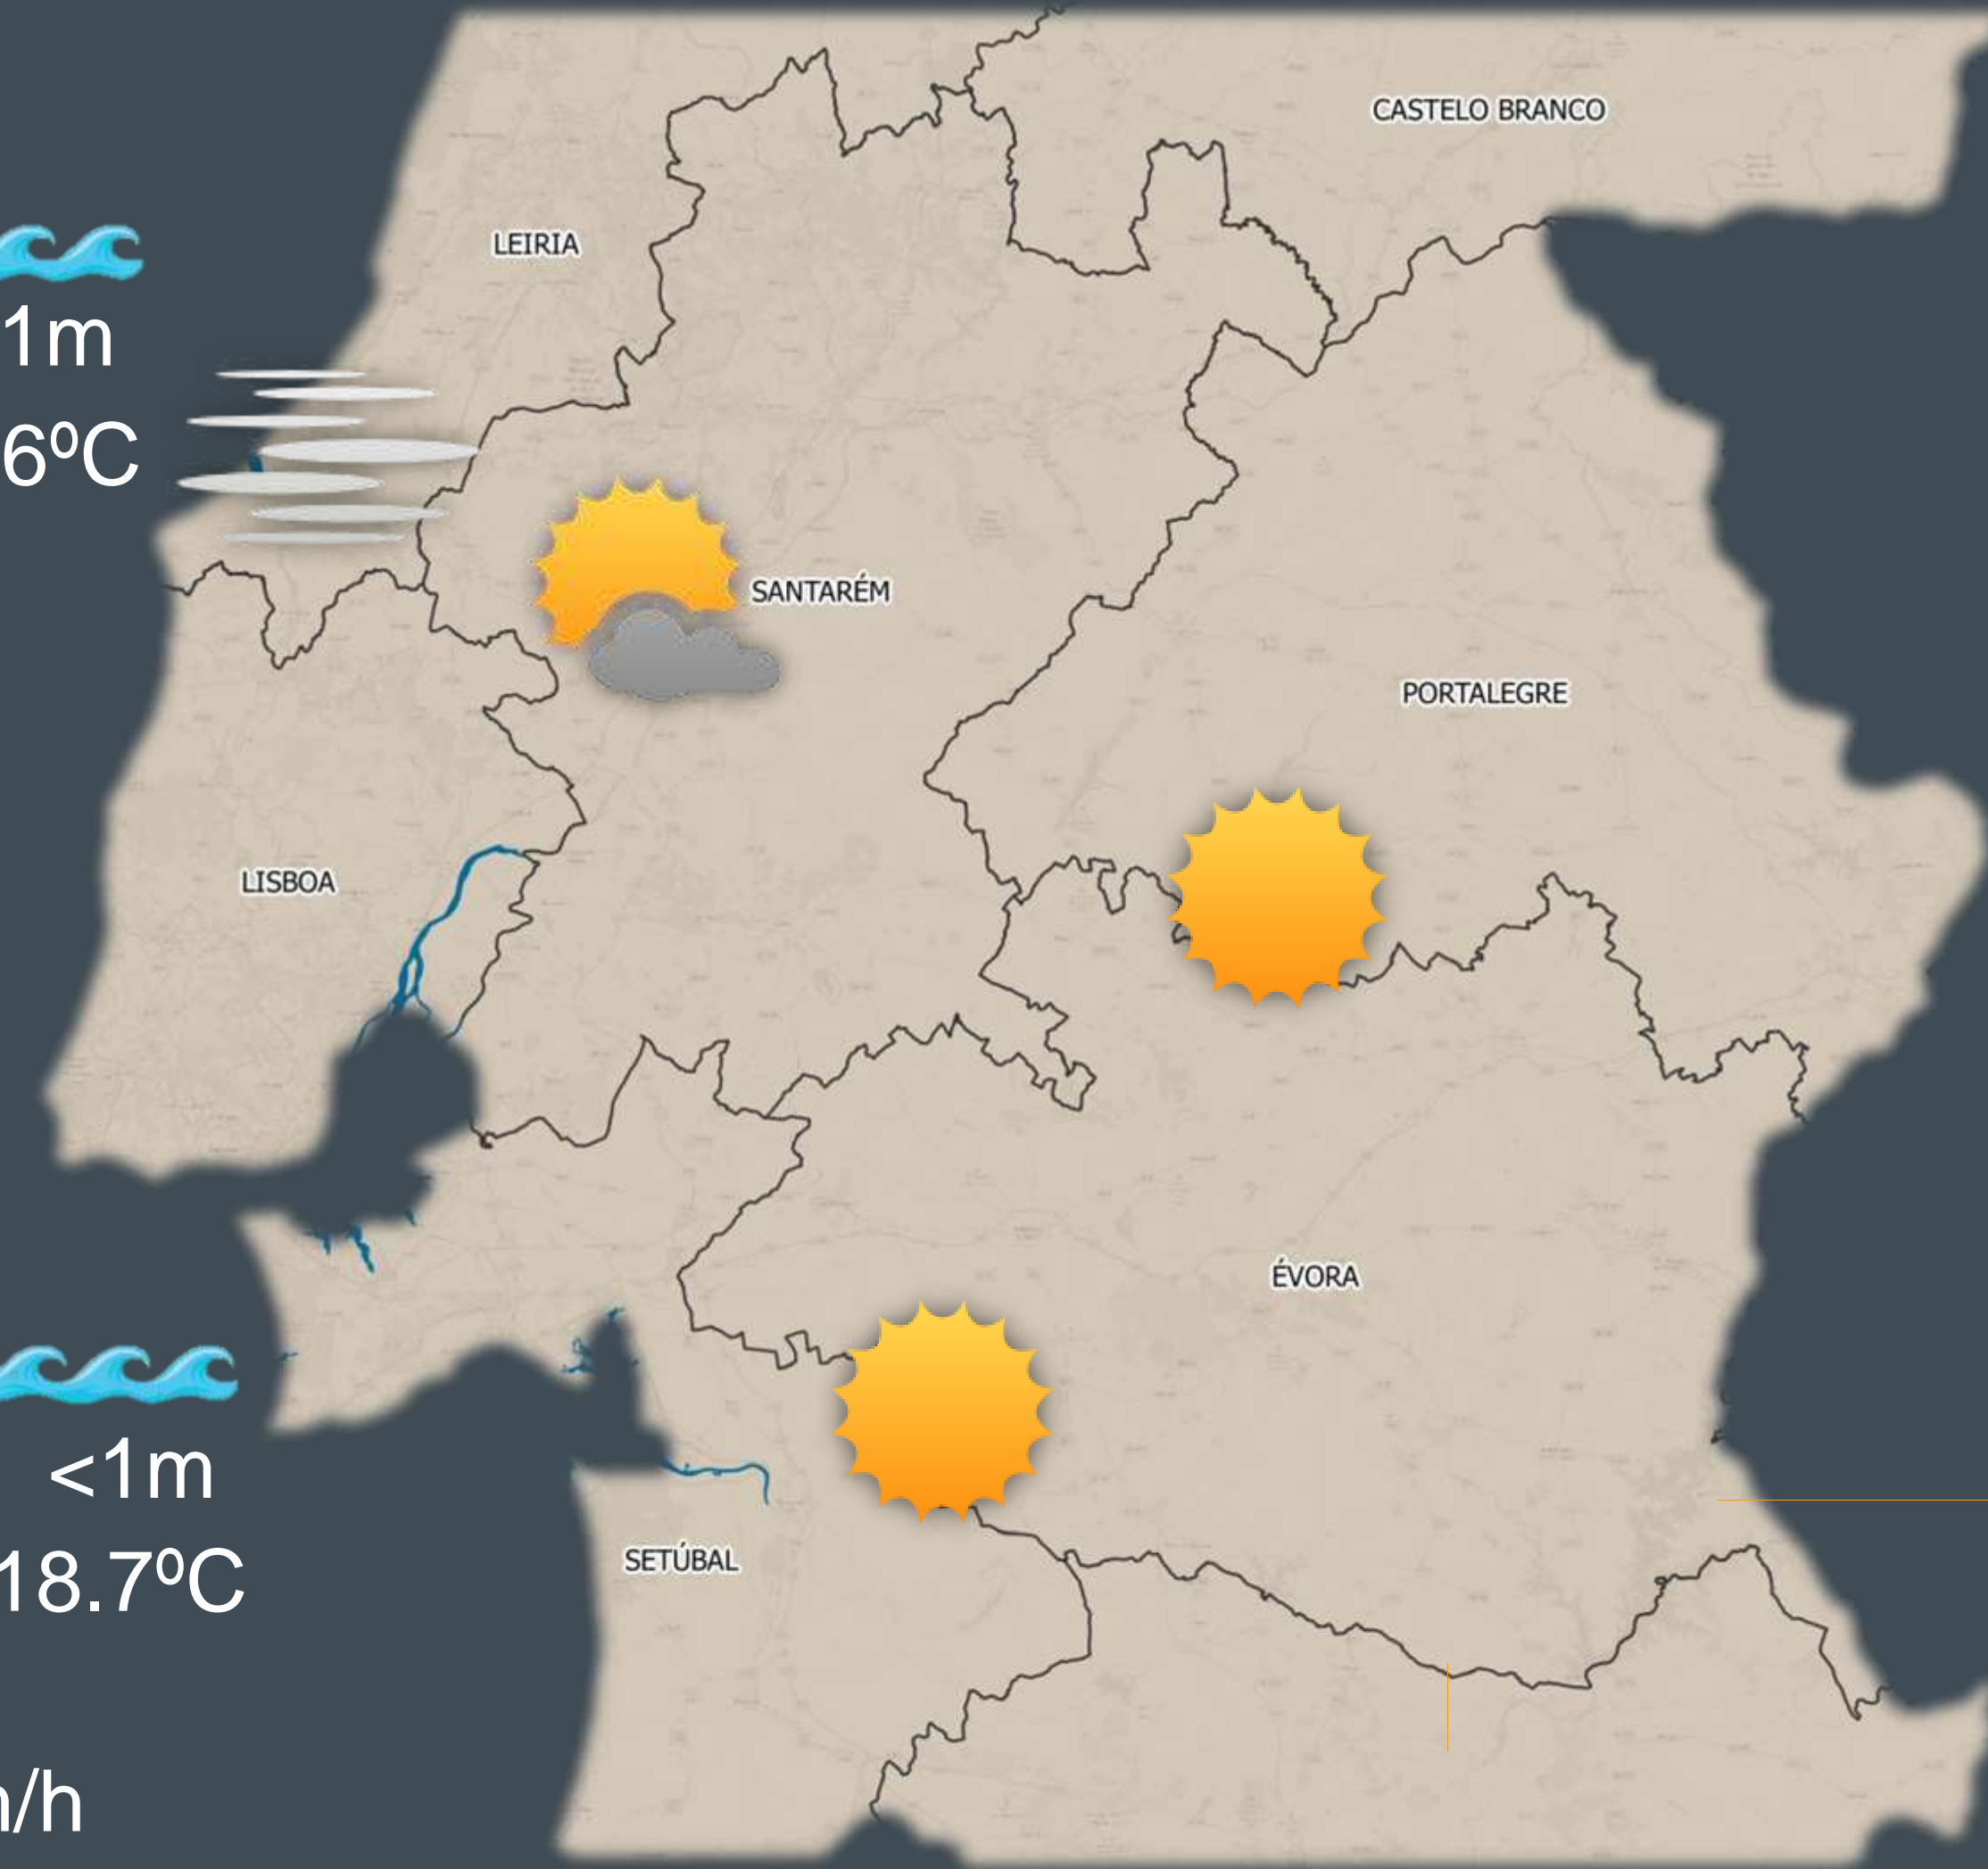 CASTELO BRANCO
LEIRIA
1m
6ºC
SANTARÉM
PORTALEGRE
LISBOA
ÉVORA
<1m
SETÚBAL
18.7ºC
/h